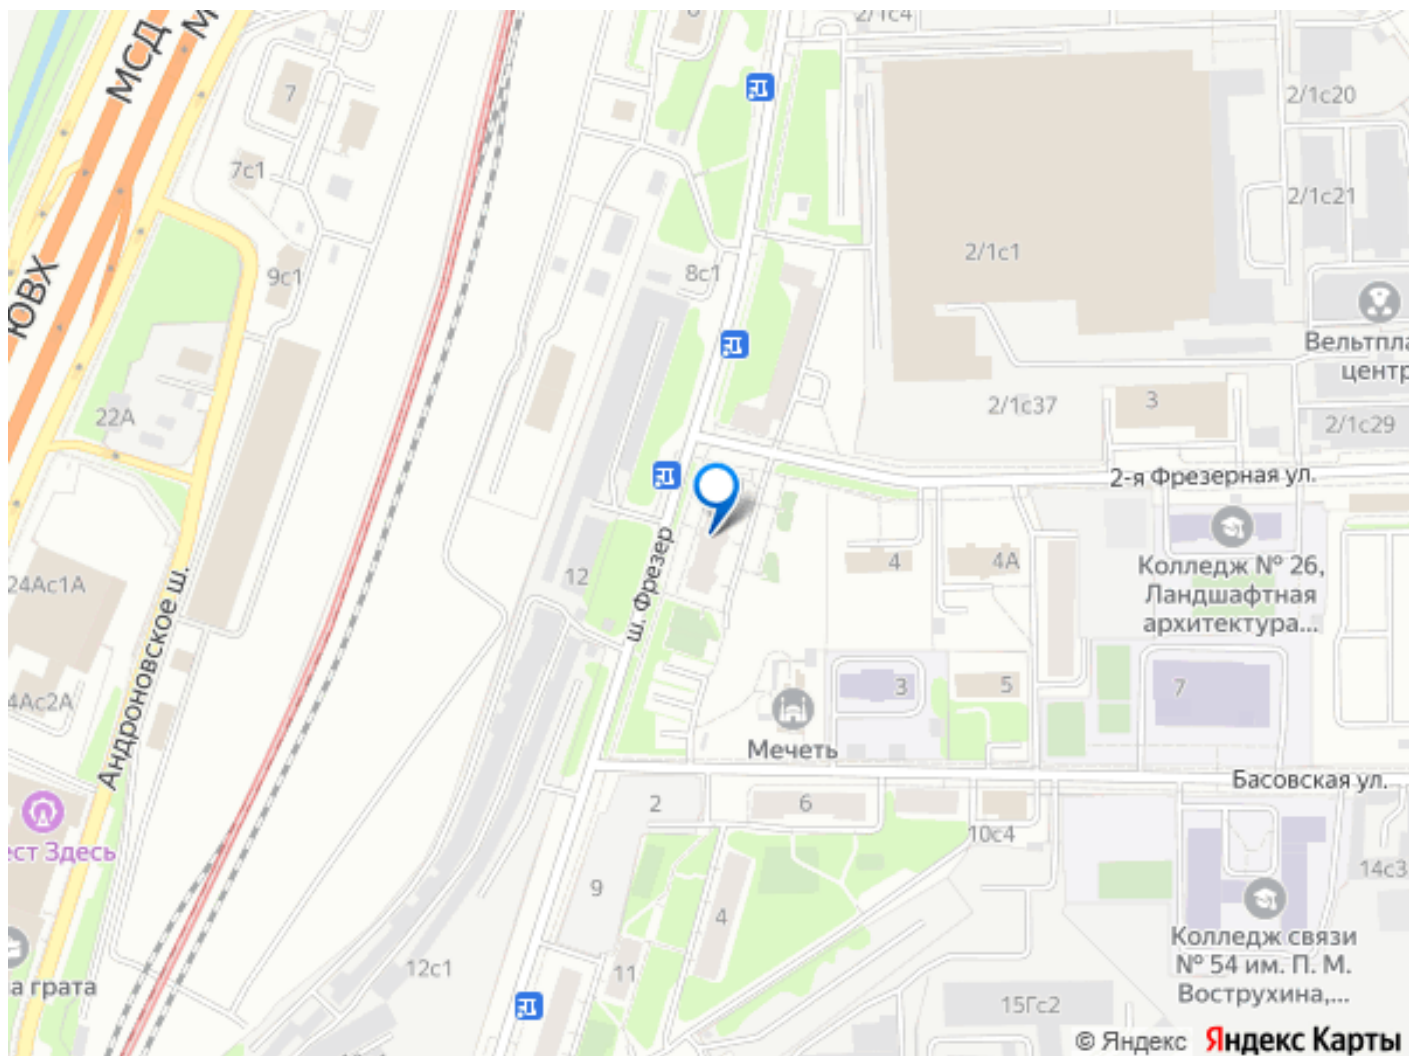 2/1с4
МСД
7
2/1с20
7с1
2/1с21
2/1с1
9с1
8с1
ЮВХ
Вельтпла
центр
2/1с37
3
2/1с29
22А
2-я Фрезерная ул.
ш. Фрезер
4
4А
Колледж № 26,
Ландшафтная
архитектура...
12
24Ас1А
Андроновское ш.
3
5
7
4Ас2А
Мечеть
Басовская ул.
2
6
10с4
ест Здесь
14с3
9
4
Колледж связи
№ 54 им. П. М.
Вострухина,...
12с1
11
а грата
15Гс2
© Яндекс Яндекс Карты